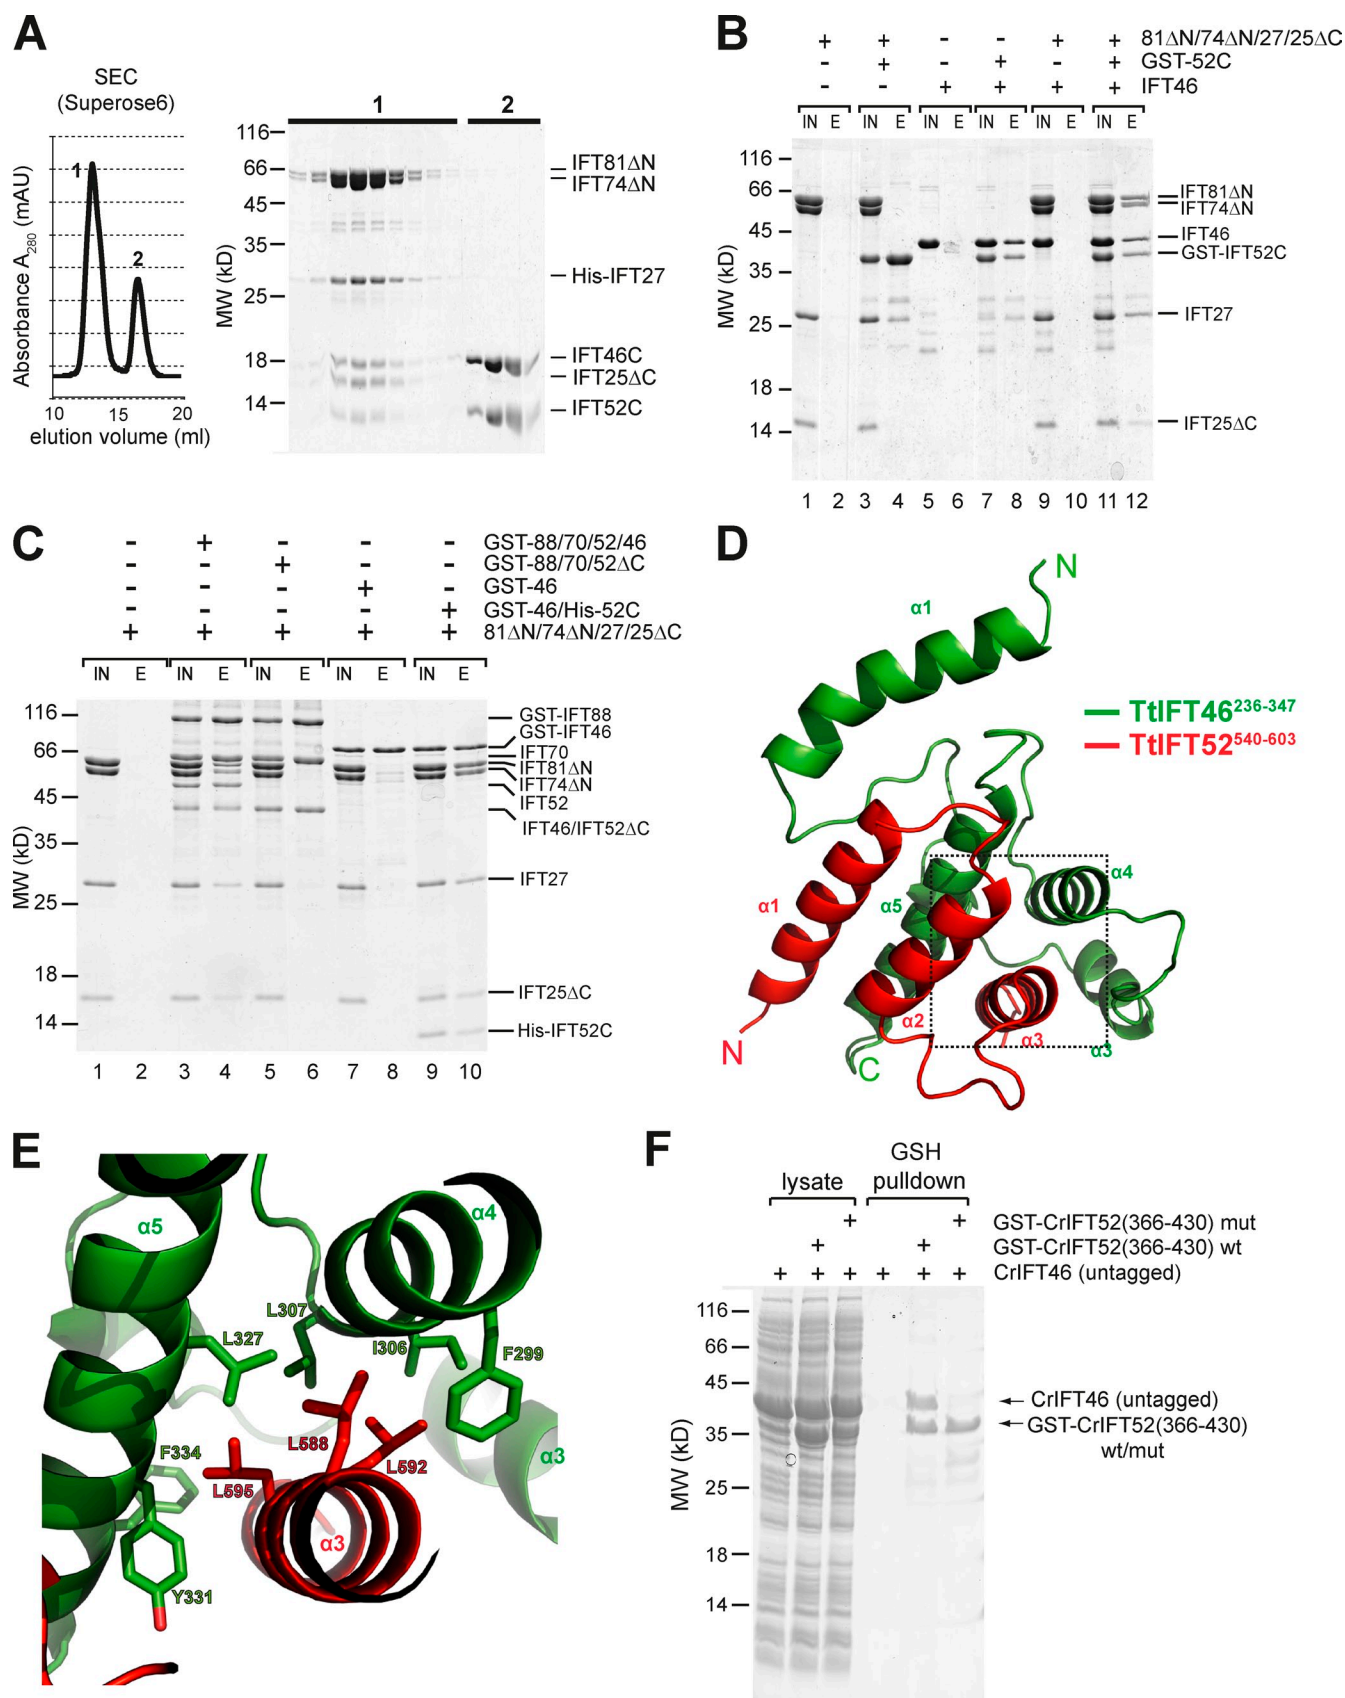 A
SEC
(Superose6)
Absorbance A280 (mAU)
1
2
10 15 20
elution volume (ml)
1 2
MW (kD)
116
66
45
35
25
18
14
IFT81ΔN
IFT74ΔN
His-IFT27
IFT46C
IFT25ΔC
IFT52C
B
- + + - - + + 81ΔN/74ΔN/27/25ΔC
- + - + - + GST-52C
- - + + + + IFT46
IN E IN E IN E IN E IN E IN E
MW (kD)
116
66
45
35
25
18
14
IFT81ΔN
IFT74ΔN
IFT46
GST-IFT52C
IFT27
IFT25ΔC
1 2 3 4 5 6 7 8 9 10 11 12
C
- + - - - GST-88/70/52/46
- - + - - GST-88/70/52ΔC
- - - + - GST-46
- - - - + GST-46/His-52C
+ + + + + 81ΔN/74ΔN/27/25ΔC
IN E IN E IN E IN E IN E
MW (kD)
116
66
45
35
25
18
14
GST-IFT88
GST-IFT46
IFT70
IFT81ΔN
IFT74ΔN
IFT52
IFT46/IFT52ΔC
IFT27
IFT25ΔC
His-IFT52C
1 2 3 4 5 6 7 8 9 10
D
N
α1
TtIFT46236-347
TtIFT52540-603
α4
α1
α5
α2
α3
α3
N
C
E
α5
α4
L307
L327
I306
F299
L588
L592
F334
L595
α3
α3
Y331
F
GSH
lysate pulldown
+ + GST-CrIFT52(366-430) mut
+ + GST-CrIFT52(366-430) wt
+ + + + + + CrIFT46 (untagged)
MW (kD)
116
66
45
35
25
18
14
CrIFT46 (untagged)
GST-CrIFT52(366-430)
wt/mut